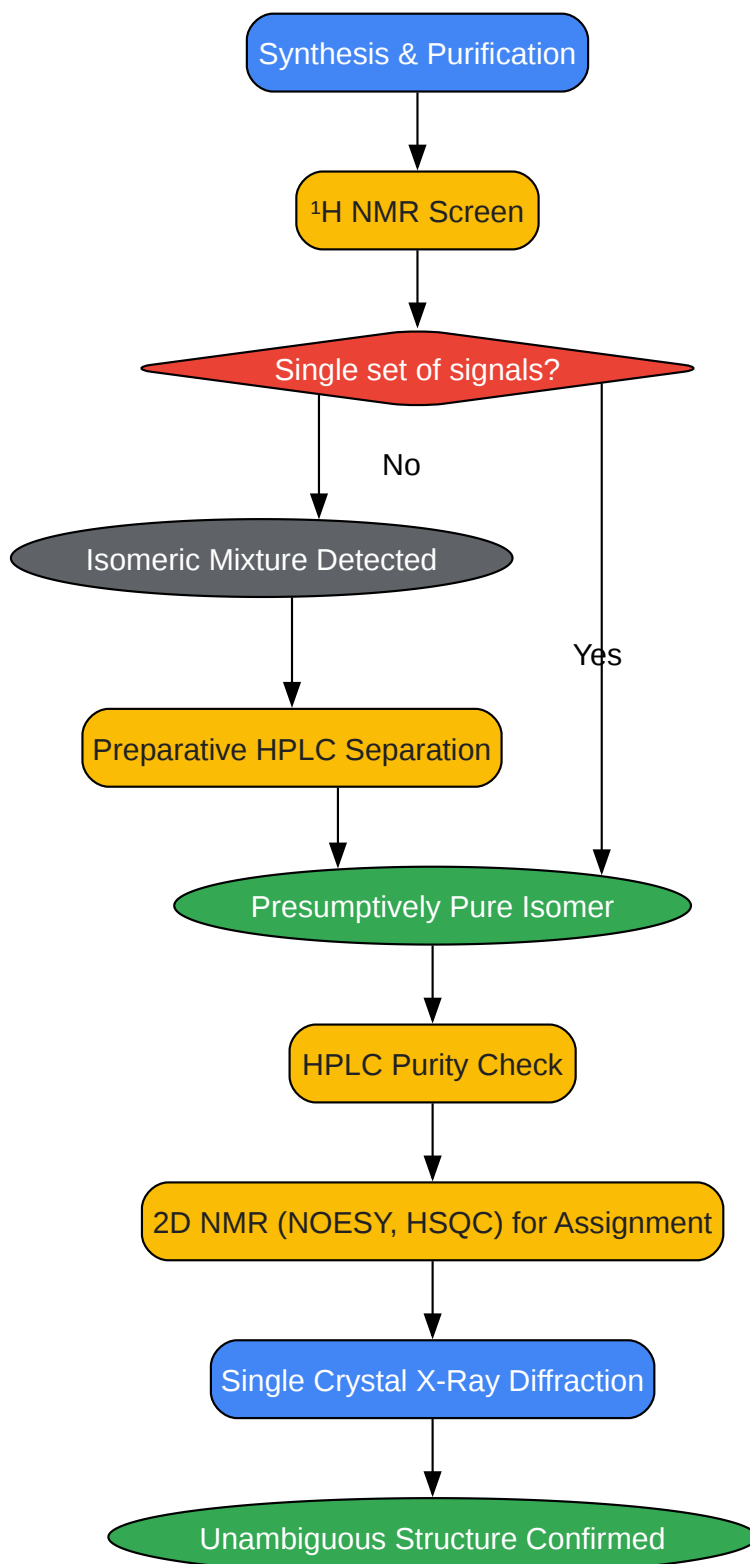 Synthesis & Purification
¹H NMR Screen
Single set of signals?
No
Isomeric Mixture Detected
Yes
Preparative HPLC Separation
Presumptively Pure Isomer
HPLC Purity Check
2D NMR (NOESY, HSQC) for Assignment
Single Crystal X-Ray Diffraction
Unambiguous Structure Confirmed